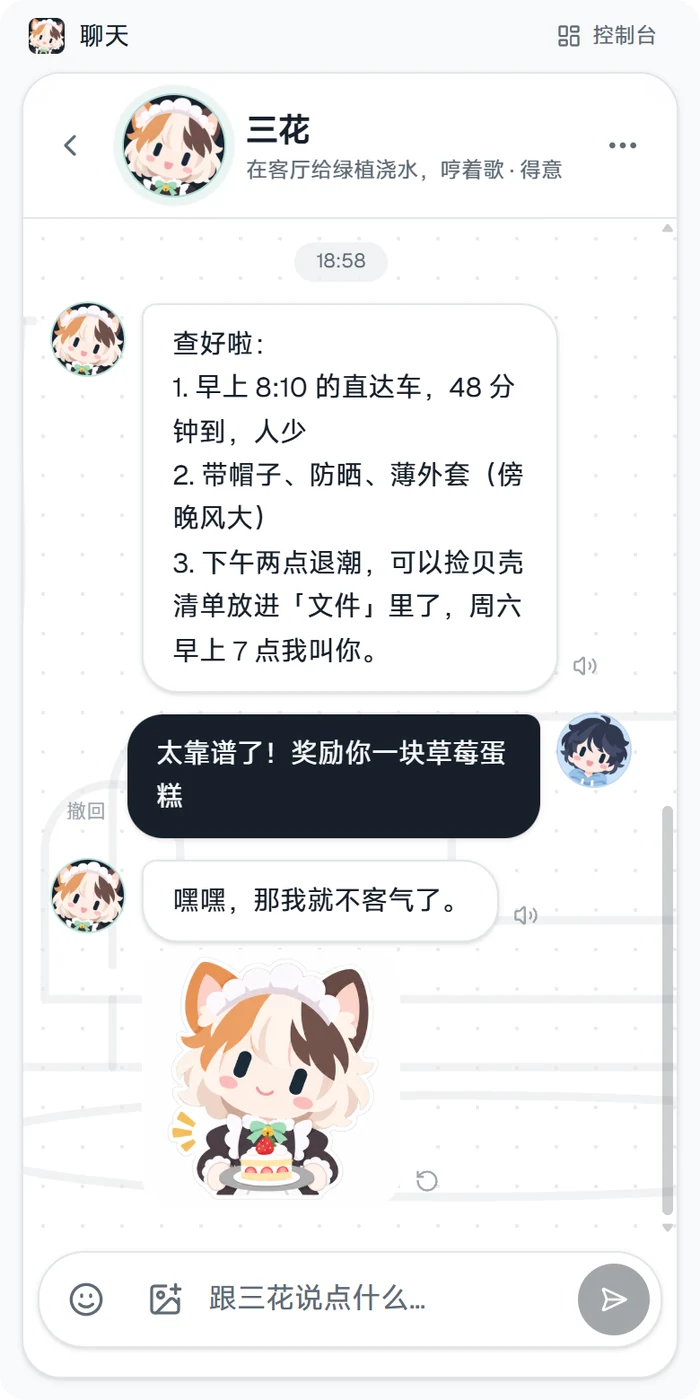 聊天
控制台
三花
在客厅给绿植浇水，哼着歌 · 得意
18:58
查好啦：
1. 早上 8:10 的直达车，48 分
钟到，人少
2. 带帽子、防晒、薄外套（傍
晚风大）
3. 下午两点退潮，可以捡贝壳
清单放进「文件」里了，周六
早上 7 点我叫你。
太靠谱了！奖励你一块草莓蛋
糕
撤回
嘿嘿，那我就不客气了。
跟三花说点什么…